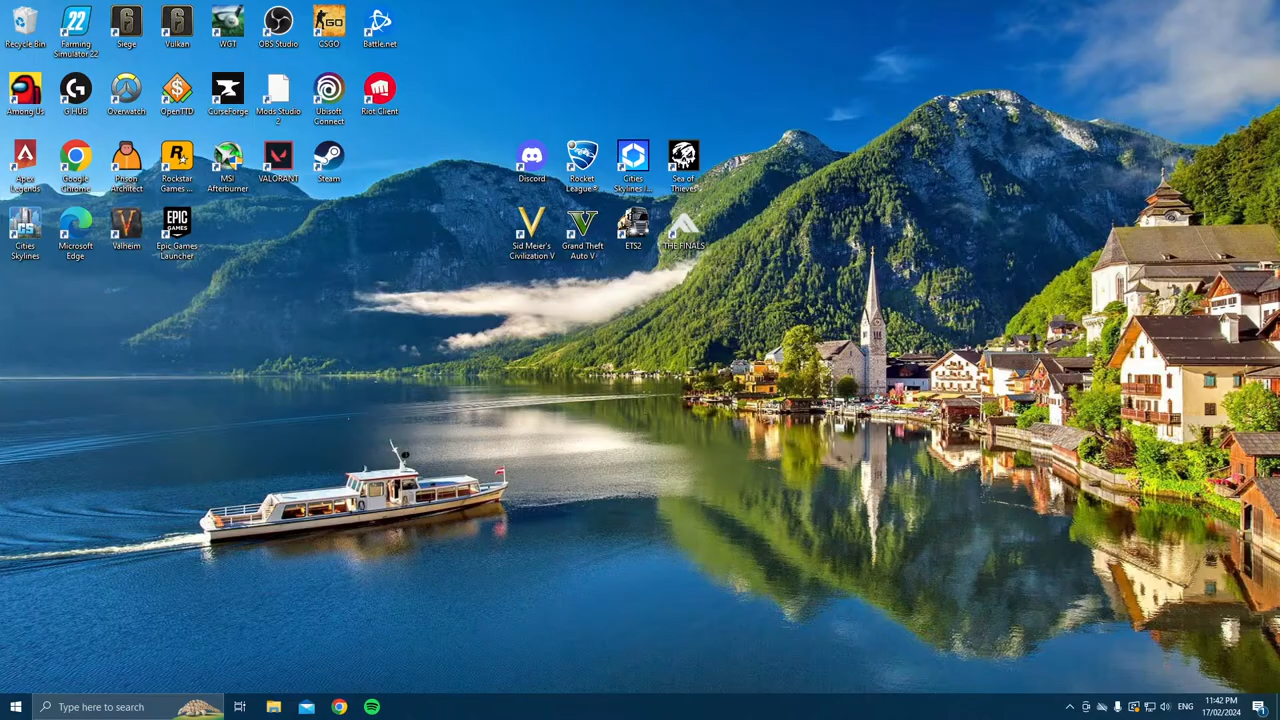 Recycle Bin
Farming
Simulator 22
Siege
Vulkan
WGT
OBS Studio
CSGO
Battle.net
Among Us
G HUB
Overwatch
OpenTTD
CurseForge
Mods Studio
2
Ubisoft
Connect
Riot Client
Apex
Legends
Google
Chrome
Prison
Architect
Rockstar
Games ...
MSI
Afterburner
VALORANT
Steam
Discord
Rocket
League®
Cities
Skylines I...
Sea of
Thieves
Cities
Skylines
Microsoft
Edge
Valheim
Epic Games
Launcher
Sid Meier's
Civilization V
Grand Theft
Auto V
ETS2
THE FINALS
Type here to search
ENG
11:42 PM
17/02/2024
1